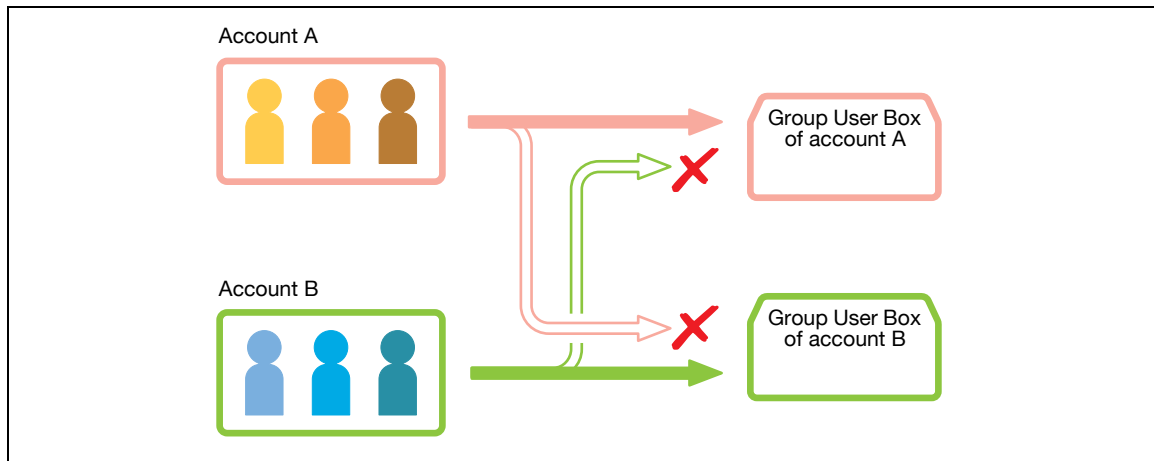 Account A
Group User Box
of account A
Account B
Group User Box
of account B